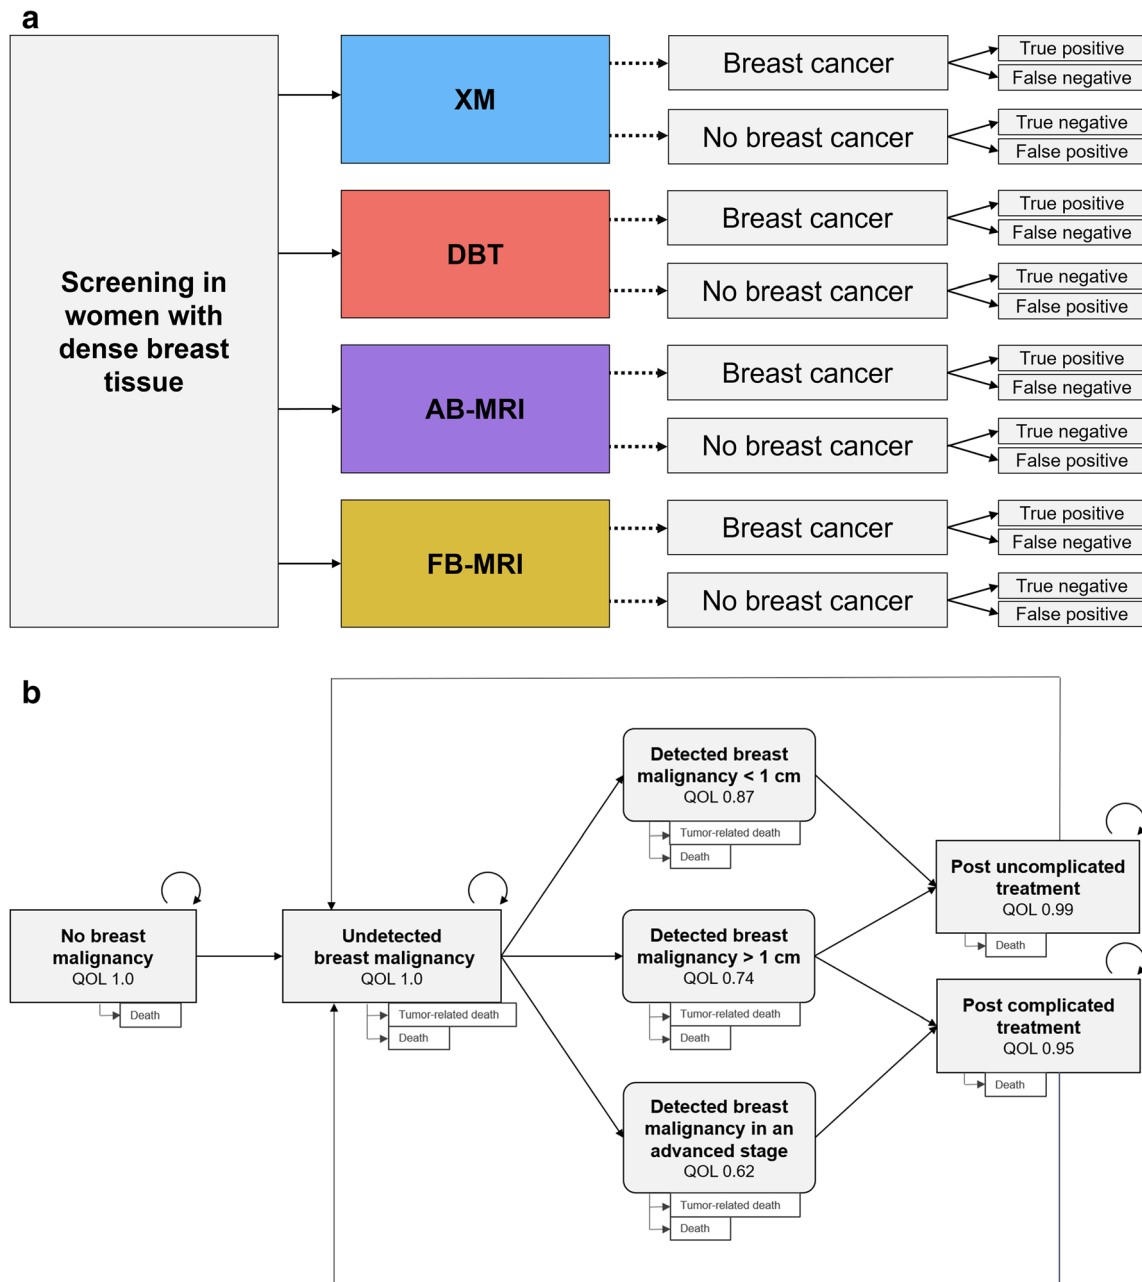 a
Screening in
women with
dense breast
tissue
XM
Breast cancer
True positive
False negative
No breast cancer
True negative
False positive
DBT
Breast cancer
True positive
False negative
No breast cancer
True negative
False positive
AB-MRI
Breast cancer
True positive
False negative
No breast cancer
True negative
False positive
FB-MRI
Breast cancer
True positive
False negative
No breast cancer
True negative
False positive
b
No breast
malignancy
QOL 1.0
Death
Undetected
breast malignancy
QOL 1.0
Tumor-related death
Death
Detected breast
malignancy < 1 cm
QOL 0.87
Tumor-related death
Death
Detected breast
malignancy > 1 cm
QOL 0.74
Tumor-related death
Death
Detected breast
malignancy in an
advanced stage
QOL 0.62
Tumor-related death
Death
Post uncomplicated
treatment
QOL 0.99
Death
Post complicated
treatment
QOL 0.95
Death